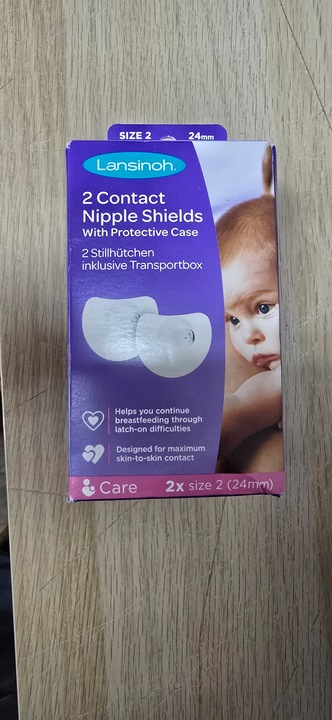 SIZE 2 24mm
Lansinoh
2 Contact
Nipple Shields
With Protective Case
2 Stillhütchen
inklusive Transportbox
Helps you continue
breastfeeding through
latch-on difficulties
Designed for maximum
skin-to-skin contact
Care 2x size 2 (24mm)